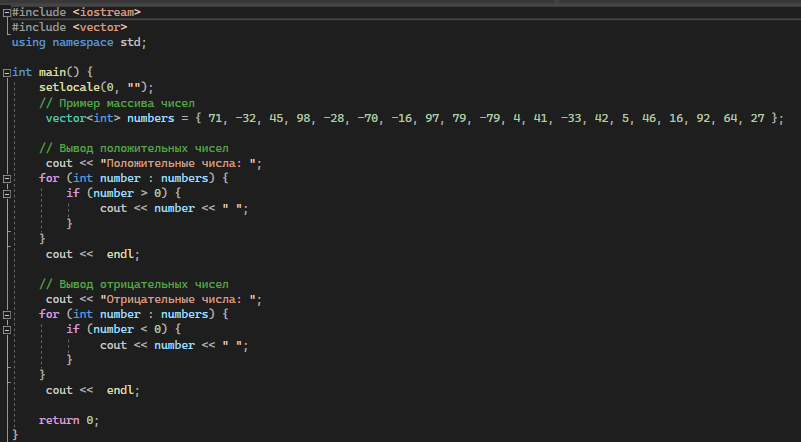 #include <iostream>
#include <vector>
using namespace std;

int main() {
    setlocale(0, "");
    // Пример массива чисел
     vector<int> numbers = { 71, -32, 45, 98, -28, -70, -16, 97, 79, -79, 4, 41, -33, 42, 5, 46, 16, 92, 64, 27 };

    // Вывод положительных чисел
     cout << "Положительные числа: ";
    for (int number : numbers) {
        if (number > 0) {
             cout << number << " ";
        }
    }
     cout <<  endl;

    // Вывод отрицательных чисел
     cout << "Отрицательные числа: ";
    for (int number : numbers) {
        if (number < 0) {
             cout << number << " ";
        }
    }
     cout <<  endl;

    return 0;
}